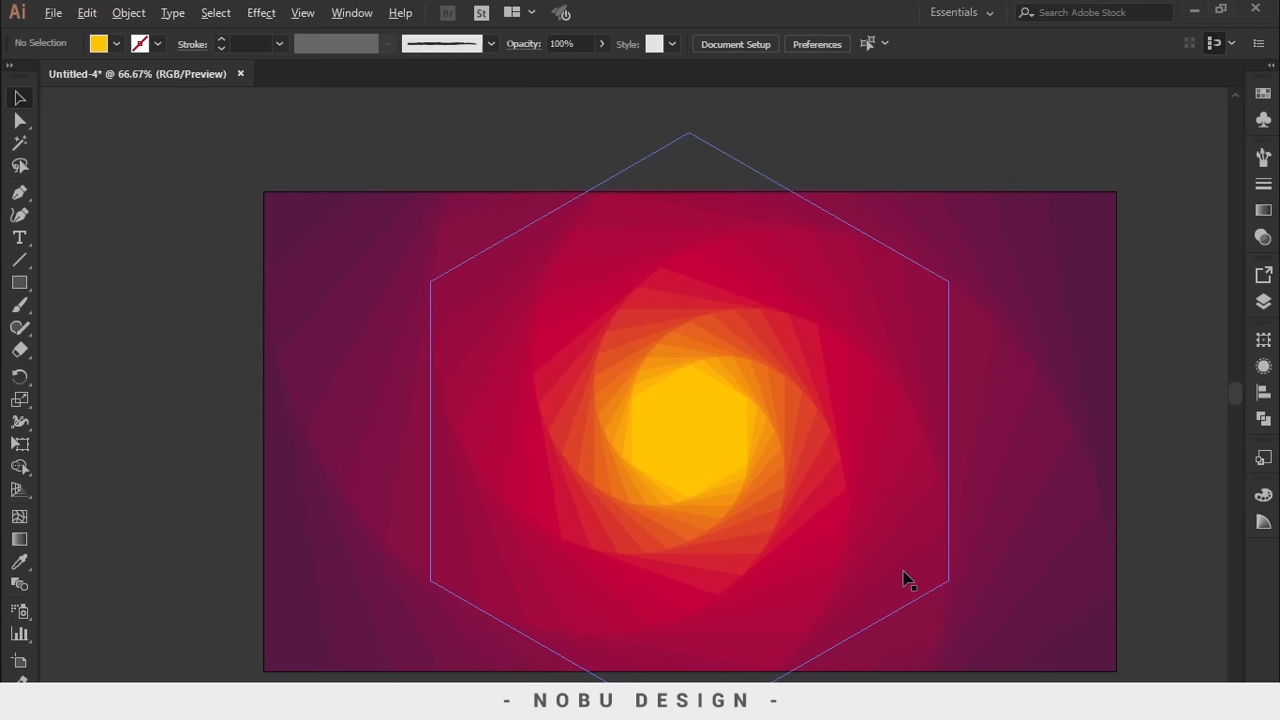 Ai File Edit Object Type Select Effect View Window Help Br St Essentials Search Adobe Stock
No Selection Stroke: Opacity: 100% Style: Document Setup Preferences
Untitled-4* @ 66.67% (RGB/Preview)
- NOBU DESIGN -